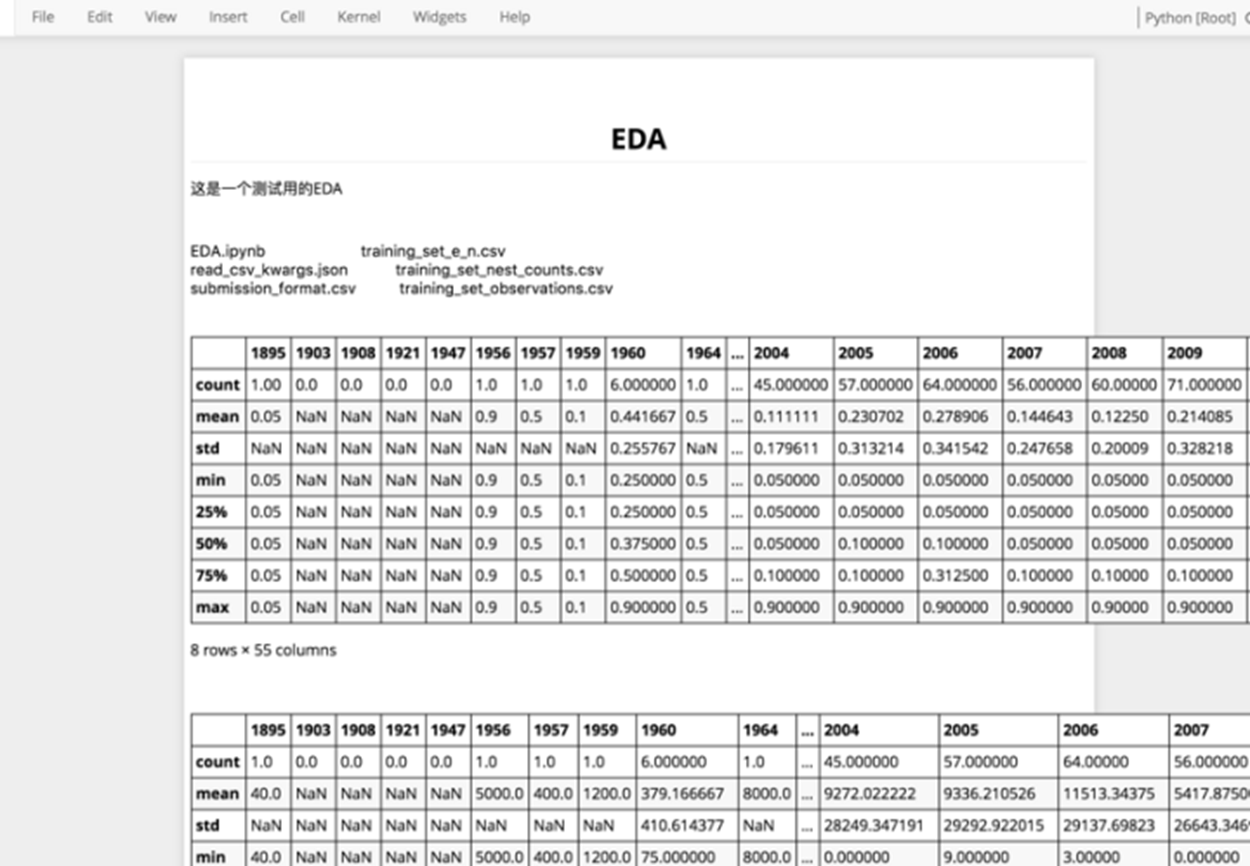 File Edit View Insert Cell Kernel Widgets Help Python [Root]
EDA
这是一个测试用的EDA
EDA.ipynb training_set_e_n.csv
read_csv_kwargs.json training_set_nest_counts.csv
submission_format.csv training_set_observations.csv
1895 1903 1908 1921 1947 1956 1957 1959 1960 1964 ... 2004 2005 2006 2007 2008 2009
count 1.00 0.0 0.0 0.0 0.0 1.0 1.0 1.0 6.000000 1.0 ... 45.000000 57.000000 64.000000 56.000000 60.00000 71.000000
mean 0.05 NaN NaN NaN NaN 0.9 0.5 0.1 0.441667 0.5 ... 0.111111 0.230702 0.278906 0.144643 0.12250 0.214085
std NaN NaN NaN NaN NaN NaN NaN NaN 0.255767 NaN ... 0.179611 0.313214 0.341542 0.247658 0.20009 0.328218
min 0.05 NaN NaN NaN NaN 0.9 0.5 0.1 0.250000 0.5 ... 0.050000 0.050000 0.050000 0.050000 0.05000 0.050000
25% 0.05 NaN NaN NaN NaN 0.9 0.5 0.1 0.250000 0.5 ... 0.050000 0.050000 0.050000 0.050000 0.05000 0.050000
50% 0.05 NaN NaN NaN NaN 0.9 0.5 0.1 0.375000 0.5 ... 0.050000 0.100000 0.100000 0.050000 0.05000 0.050000
75% 0.05 NaN NaN NaN NaN 0.9 0.5 0.1 0.500000 0.5 ... 0.100000 0.100000 0.312500 0.100000 0.10000 0.100000
max 0.05 NaN NaN NaN NaN 0.9 0.5 0.1 0.900000 0.5 ... 0.900000 0.900000 0.900000 0.900000 0.90000 0.900000
8 rows × 55 columns
1895 1903 1908 1921 1947 1956 1957 1959 1960 1964 ... 2004 2005 2006 2007
count 1.0 0.0 0.0 0.0 0.0 1.0 1.0 1.0 6.000000 1.0 ... 45.000000 57.000000 64.00000 56.000000
mean 40.0 NaN NaN NaN NaN 5000.0 400.0 1200.0 379.166667 8000.0 ... 9272.022222 9336.210526 11513.34375 5417.8750
std NaN NaN NaN NaN NaN NaN NaN NaN 410.614377 NaN ... 28249.347191 29292.922015 29137.69823 26643.346
min 40.0 NaN NaN NaN NaN 5000.0 400.0 1200.0 75.000000 8000.0 ... 0.000000 9.000000 3.00000 0.000000